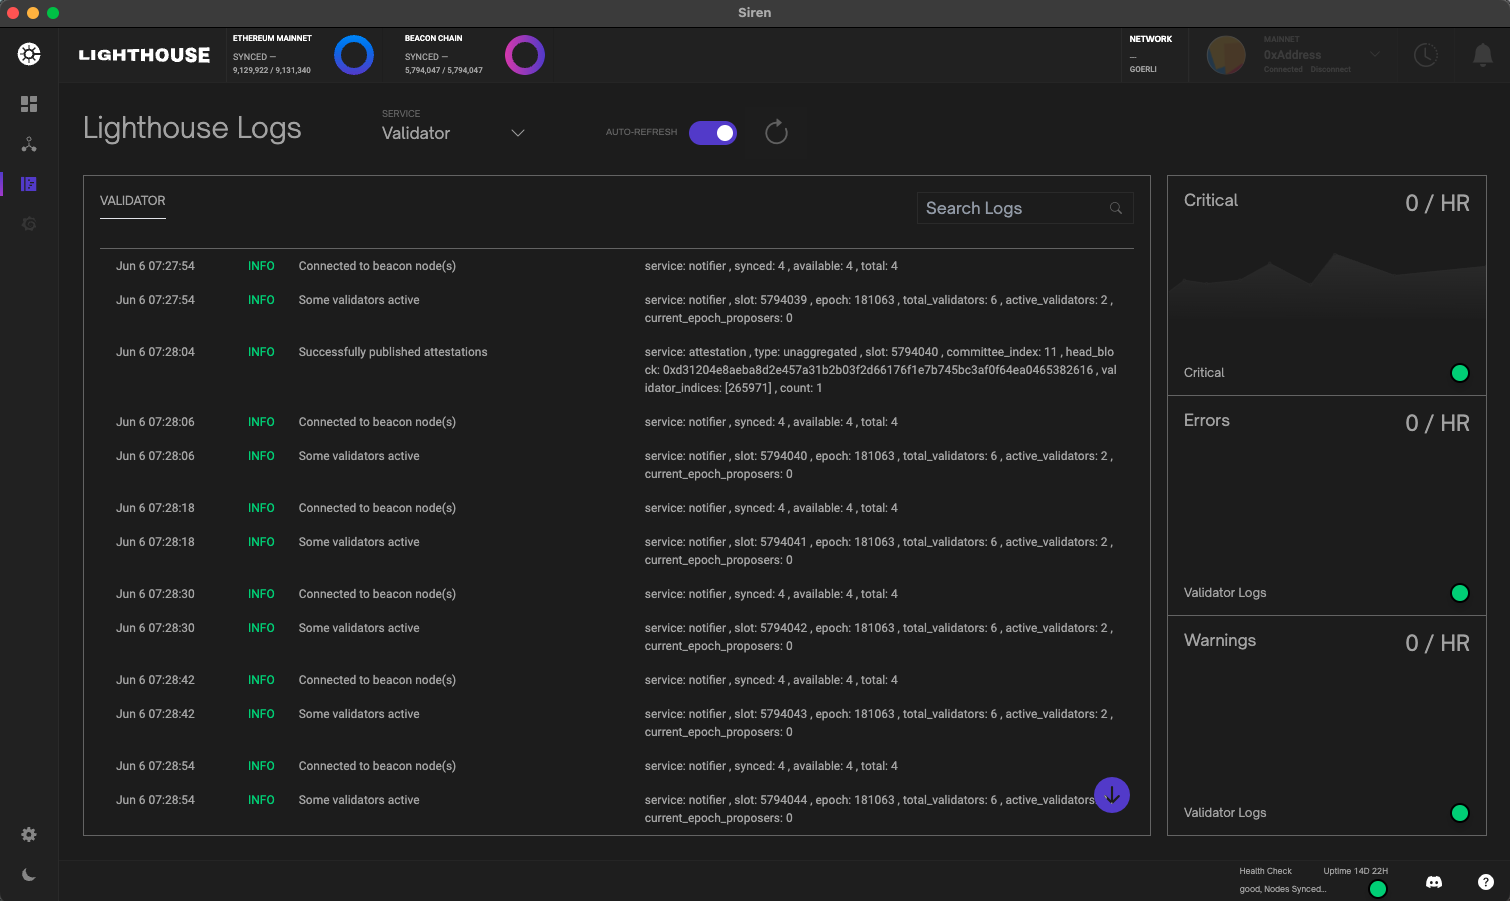 Siren
LIGHTHOUSE
ETHEREUM MAINNET
SYNCED —
9,129,922 / 9,131,340
BEACON CHAIN
SYNCED —
5,794,047 / 5,794,047
NETWORK
—
GOERLI
MAINNET
0xAddress
Connected Disconnect
Lighthouse Logs
SERVICE
Validator
AUTO-REFRESH
VALIDATOR
Search Logs
Jun 6 07:27:54 INFO Connected to beacon node(s) service: notifier , synced: 4 , available: 4 , total: 4
Jun 6 07:27:54 INFO Some validators active service: notifier , slot: 5794039 , epoch: 181063 , total_validators: 6 , active_validators: 2 ,
current_epoch_proposers: 0
Jun 6 07:28:04 INFO Successfully published attestations service: attestation , type: unaggregated , slot: 5794040 , committee_index: 11 , head_blo
ck: 0xd31204e8aeba8d2e457a31b2b03f2d66176f1e7b745bc3af0f64ea0465382616 , val
idator_indices: [265971] , count: 1
Jun 6 07:28:06 INFO Connected to beacon node(s) service: notifier , synced: 4 , available: 4 , total: 4
Jun 6 07:28:06 INFO Some validators active service: notifier , slot: 5794040 , epoch: 181063 , total_validators: 6 , active_validators: 2 ,
current_epoch_proposers: 0
Jun 6 07:28:18 INFO Connected to beacon node(s) service: notifier , synced: 4 , available: 4 , total: 4
Jun 6 07:28:18 INFO Some validators active service: notifier , slot: 5794041 , epoch: 181063 , total_validators: 6 , active_validators: 2 ,
current_epoch_proposers: 0
Jun 6 07:28:30 INFO Connected to beacon node(s) service: notifier , synced: 4 , available: 4 , total: 4
Jun 6 07:28:30 INFO Some validators active service: notifier , slot: 5794042 , epoch: 181063 , total_validators: 6 , active_validators: 2 ,
current_epoch_proposers: 0
Jun 6 07:28:42 INFO Connected to beacon node(s) service: notifier , synced: 4 , available: 4 , total: 4
Jun 6 07:28:42 INFO Some validators active service: notifier , slot: 5794043 , epoch: 181063 , total_validators: 6 , active_validators: 2 ,
current_epoch_proposers: 0
Jun 6 07:28:54 INFO Connected to beacon node(s) service: notifier , synced: 4 , available: 4 , total: 4
Jun 6 07:28:54 INFO Some validators active service: notifier , slot: 5794044 , epoch: 181063 , total_validators: 6 , active_validators
current_epoch_proposers: 0
Critical 0 / HR
Critical
Errors 0 / HR
Validator Logs
Warnings 0 / HR
Validator Logs
Health Check Uptime 14D 22H
good, Nodes Synced...
?